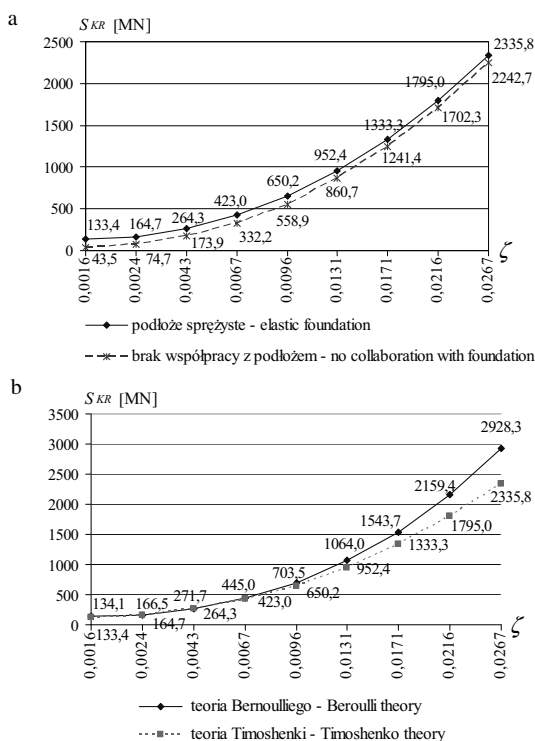 a
S KR [MN]
2500
2000
1500
1000
500
0
133,4 164,7 264,3 423,0 650,2 952,4 1333,3 1795,0 2335,8
43,5 74,7 173,9 332,2 558,9 860,7 1241,4 1702,3 2242,7
0,0016 0,0024 0,0043 0,0067 0,0096 0,0131 0,0171 0,0216 0,0267
ζ
podłoże sprężyste - elastic foundation
brak współpracy z podłożem - no collaboration with foundation
b
S KR [MN]
3500
3000
2500
2000
1500
1000
500
0
134,1 166,5 271,7 445,0 703,5 1064,0 1543,7 2159,4 2928,3
133,4 164,7 264,3 423,0 650,2 952,4 1333,3 1795,0 2335,8
0,0016 0,0024 0,0043 0,0067 0,0096 0,0131 0,0171 0,0216 0,0267
ζ
teoria Bernoulliego - Beroulli theory
teoria Timoshenki - Timoshenko theory